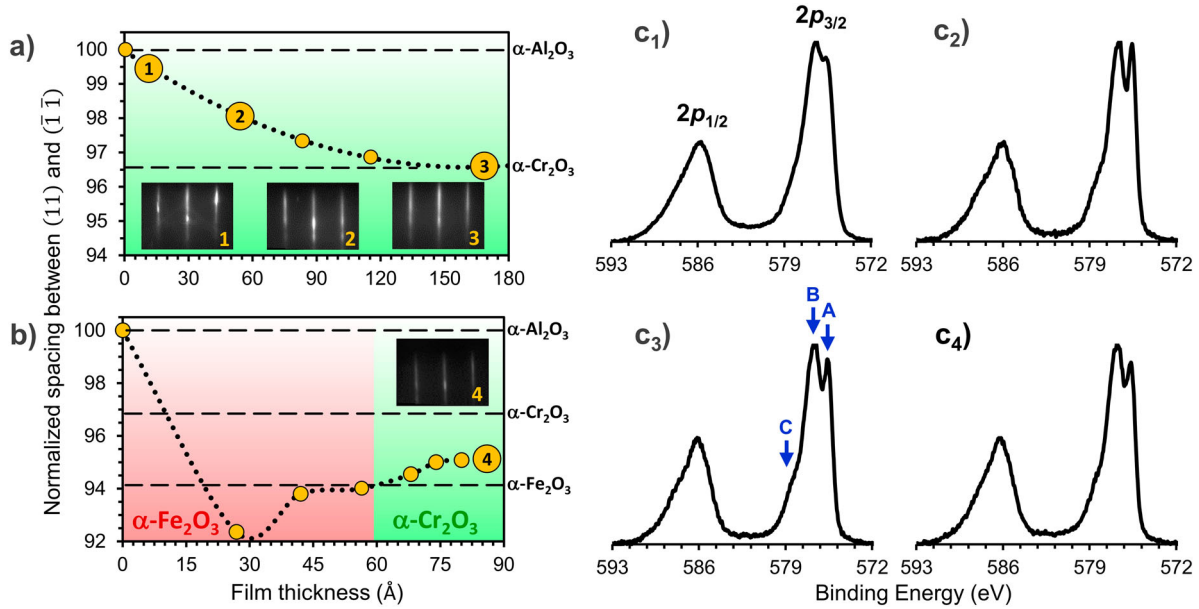 a)
Normalized spacing between (11) and (1̅ 1̅)
100
99
98
97
96
95
94
α-Al₂O₃
α-Cr₂O₃
1
2
3
1
2
3
0 30 60 90 120 150 180
b)
100
98
96
94
92
α-Al₂O₃
α-Cr₂O₃
α-Fe₂O₃
4
4
α-Fe₂O₃
α-Cr₂O₃
0 15 30 45 60 75 90
Film thickness (Å)
c₁)
2p₃/₂
2p₁/₂
593 586 579 572
c₂)
593 586 579 572
c₃)
B
A
C
593 586 579 572
c₄)
593 586 579 572
Binding Energy (eV)